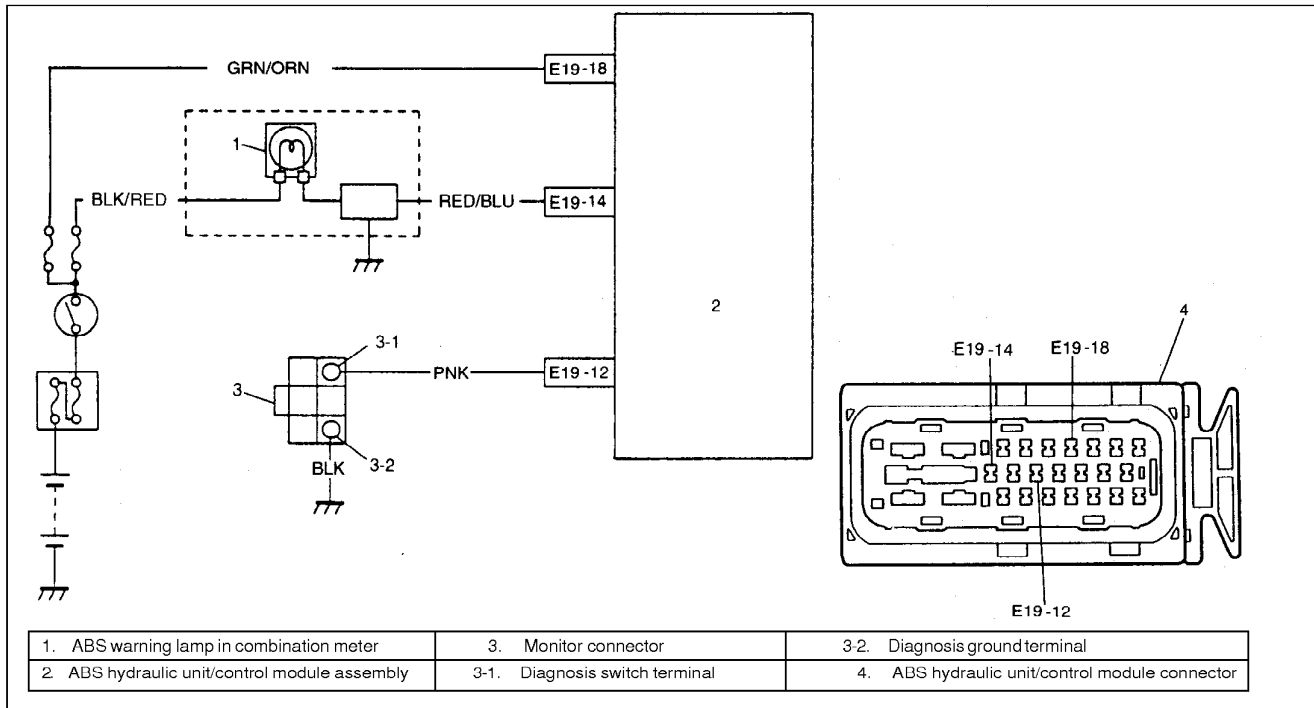 GRN/ORN
E19-18
1
BLK/RED
RED/BLU
E19-14
2
3-1
PNK
E19-12
3
3-2
BLK
4
E19-14
E19-18
E19-12
1. ABS warning lamp in combination meter
3. Monitor connector
3-2. Diagnosis ground terminal
2. ABS hydraulic unit/control module assembly
3-1. Diagnosis switch terminal
4. ABS hydraulic unit/control module connector